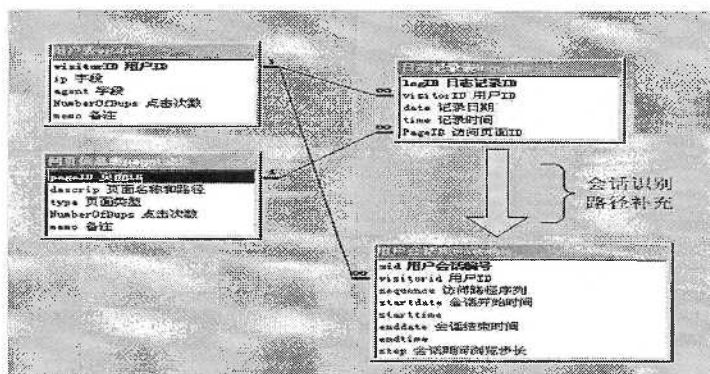 visitorID 用户ID
ip 字段
agent 字段
NumberOfDups 点击次数
memo 备注
logID 日志记录ID
visitorID 用户ID
date 记录日期
time 记录时间
PageID 访问页面ID
pageID 页面ID
descrip 页面名称和路径
type 页面类型
NumberOfDups 点击次数
memo 备注
会话识别
路径补充
sid 用户会话编号
visitorid 用户ID
sequence 访问路径序列
startdate 会话开始时间
starttime
enddate 会话结束时间
endtime
step 会话期间浏览步长